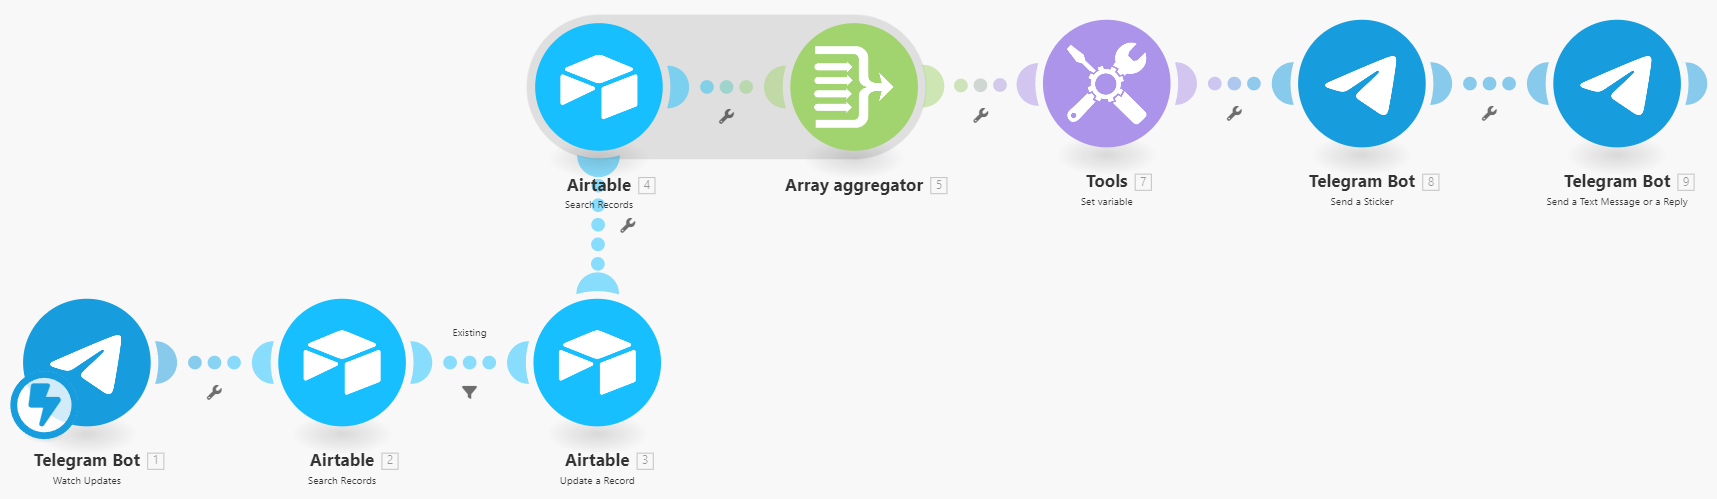 Airtable 4
Search Records
Array aggregator 5
Tools 7
Set variable
Telegram Bot 8
Send a Sticker
Telegram Bot 9
Send a Text Message or a Reply
Existing
Telegram Bot 1
Watch Updates
Airtable 2
Search Records
Airtable 3
Update a Record